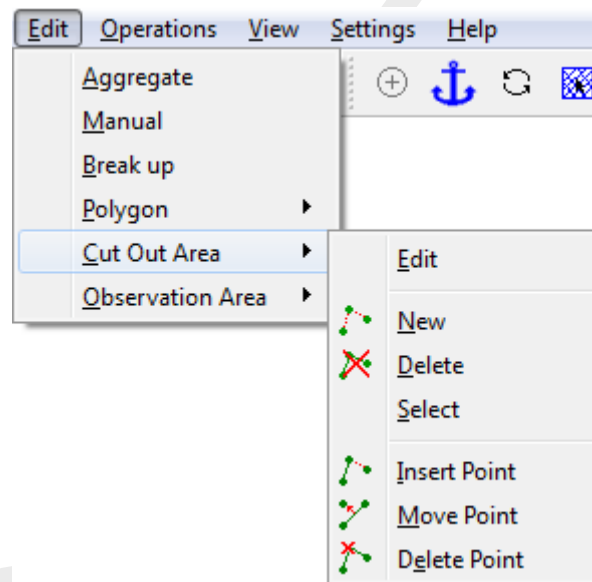 Edit Operations View Settings Help
Aggregate
Manual
Break up
Polygon
Cut Out Area
Observation Area
Edit
New
Delete
Select
Insert Point
Move Point
Delete Point